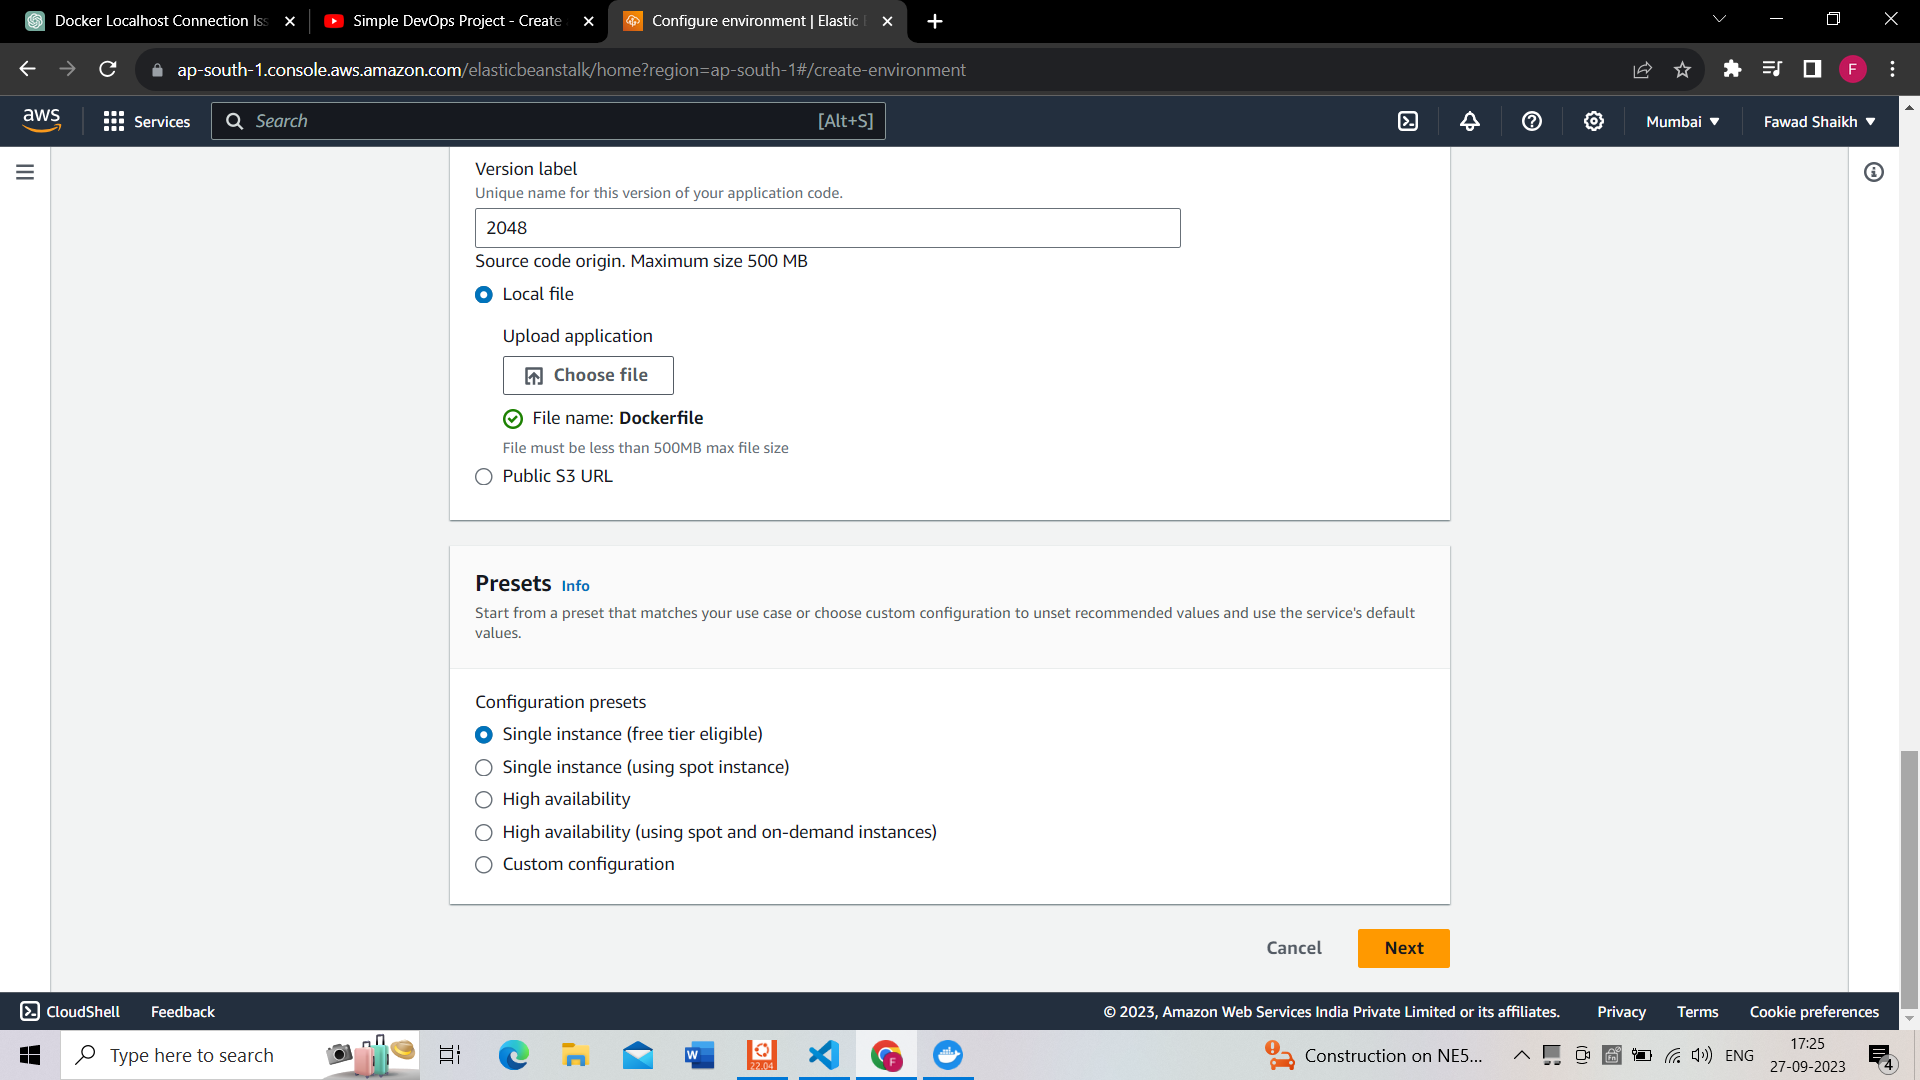 Docker Localhost Connection Iss
Simple DevOps Project - Create
Configure environment | Elastic
ap-south-1.console.aws.amazon.com/elasticbeanstalk/home?region=ap-south-1#/create-environment
F
aws
Services
Search
[Alt+S]
Mumbai
Fawad Shaikh
Version label
Unique name for this version of your application code.
2048
Source code origin. Maximum size 500 MB
Local file
Upload application
Choose file
File name: Dockerfile
File must be less than 500MB max file size
Public S3 URL
Presets Info
Start from a preset that matches your use case or choose custom configuration to unset recommended values and use the service's default
values.
Configuration presets
Single instance (free tier eligible)
Single instance (using spot instance)
High availability
High availability (using spot and on-demand instances)
Custom configuration
Cancel
Next
CloudShell
Feedback
© 2023, Amazon Web Services India Private Limited or its affiliates.
Privacy
Terms
Cookie preferences
Type here to search
22.04
F
Construction on NE5...
ENG
17:25
27-09-2023
4